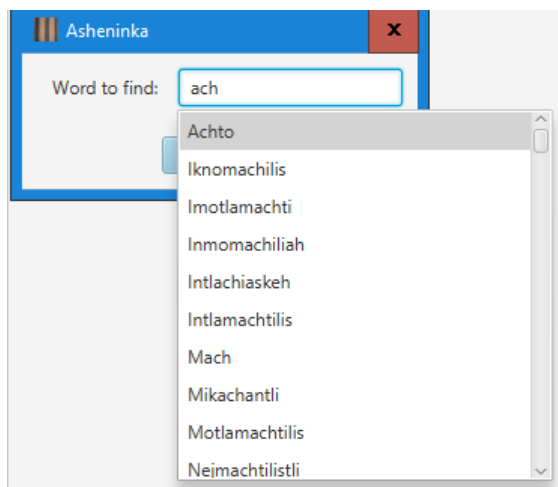 Asheninka
x
Word to find: ach
Achto
Iknomachilis
Imotlamachti
Inmomachiliah
Intlachiaskeh
Intlamachtilis
Mach
Mikachantli
Motlamachtilis
Nejmachtilistli